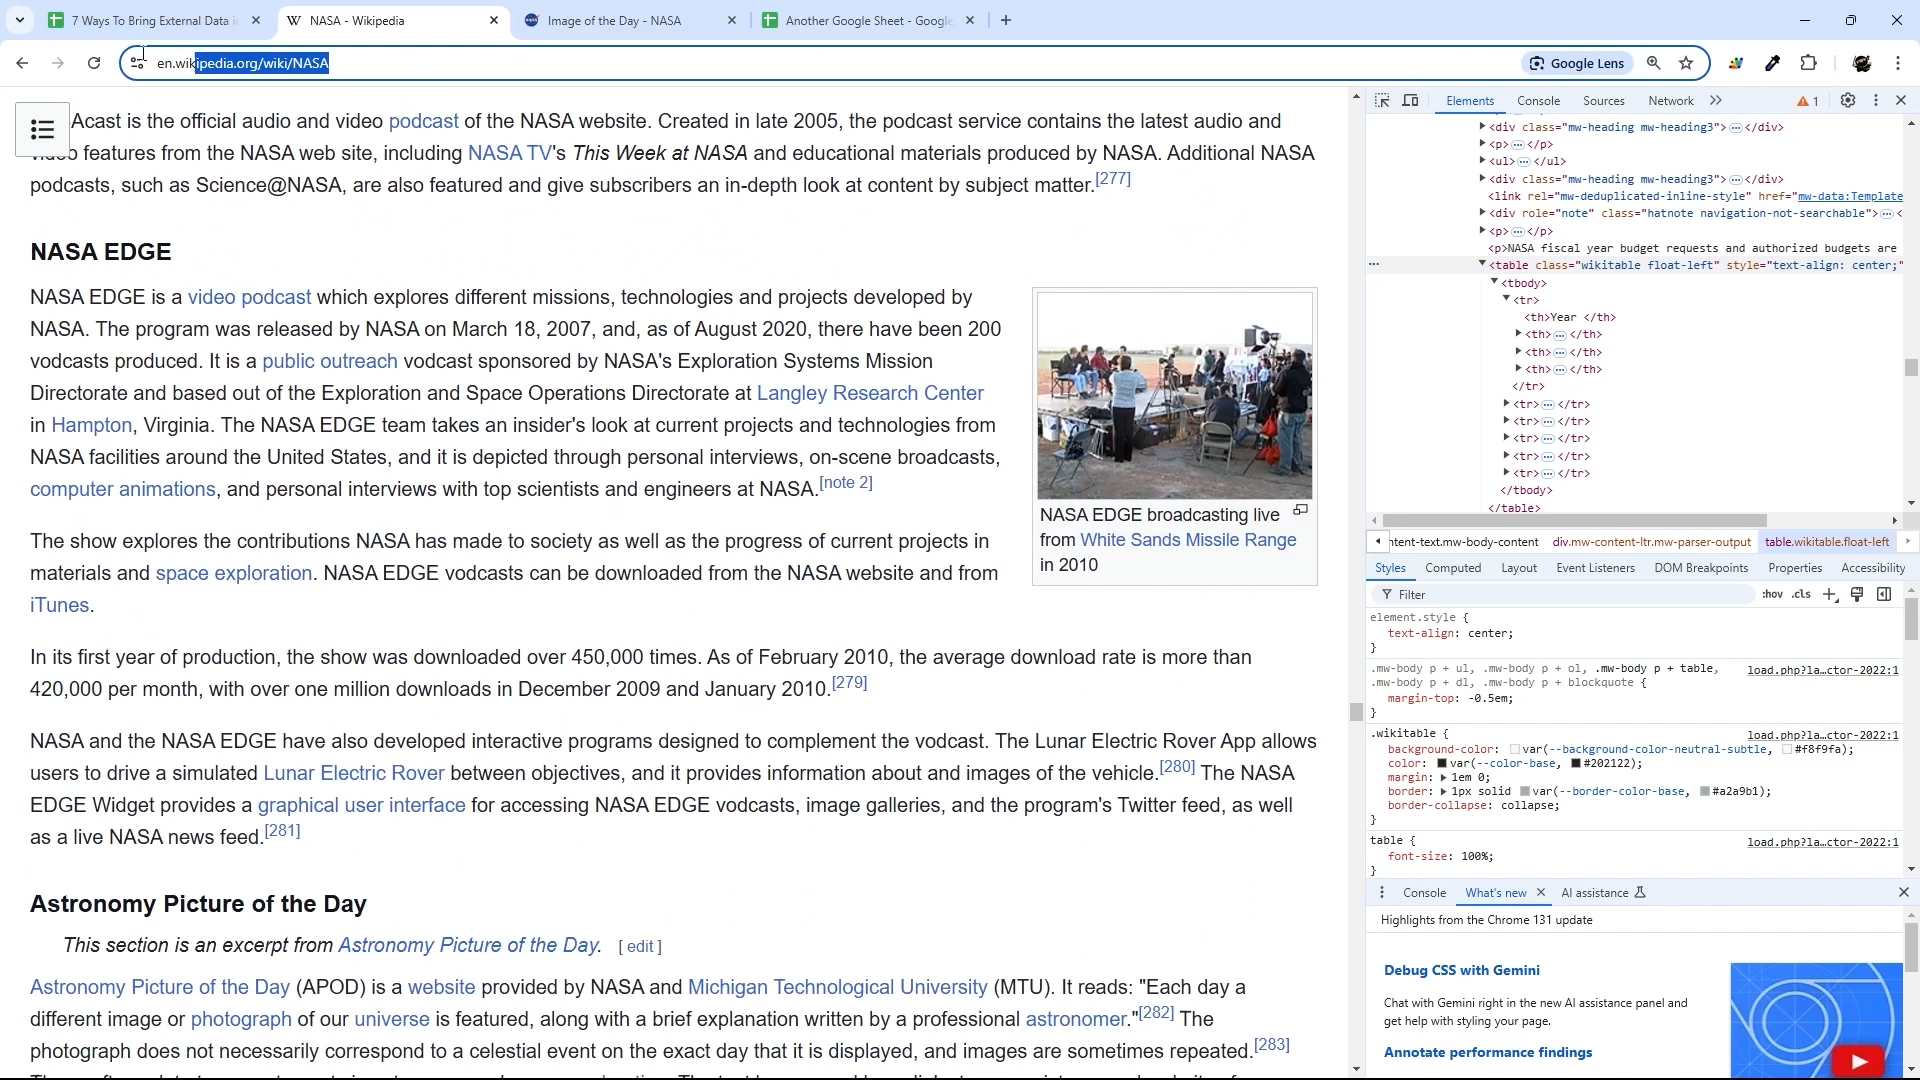 7 Ways To Bring External Data i
NASA - Wikipedia
Image of the Day - NASA
Another Google Sheet - Google
en.wikipedia.org/wiki/NASA
Google Lens
Acast is the official audio and video podcast of the NASA website. Created in late 2005, the podcast service contains the latest audio and
features from the NASA web site, including NASA TV's This Week at NASA and educational materials produced by NASA. Additional NASA
podcasts, such as Science@NASA, are also featured and give subscribers an in-depth look at content by subject matter.[277]
NASA EDGE
NASA EDGE is a video podcast which explores different missions, technologies and projects developed by
NASA. The program was released by NASA on March 18, 2007, and, as of August 2020, there have been 200
vodcasts produced. It is a public outreach vodcast sponsored by NASA's Exploration Systems Mission
Directorate and based out of the Exploration and Space Operations Directorate at Langley Research Center
in Hampton, Virginia. The NASA EDGE team takes an insider's look at current projects and technologies from
NASA facilities around the United States, and it is depicted through personal interviews, on-scene broadcasts,
computer animations, and personal interviews with top scientists and engineers at NASA.[note 2]
NASA EDGE broadcasting live
from White Sands Missile Range
in 2010
The show explores the contributions NASA has made to society as well as the progress of current projects in
materials and space exploration. NASA EDGE vodcasts can be downloaded from the NASA website and from
iTunes.
In its first year of production, the show was downloaded over 450,000 times. As of February 2010, the average download rate is more than
420,000 per month, with over one million downloads in December 2009 and January 2010.[279]
NASA and the NASA EDGE have also developed interactive programs designed to complement the vodcast. The Lunar Electric Rover App allows
users to drive a simulated Lunar Electric Rover between objectives, and it provides information about and images of the vehicle.[280] The NASA
EDGE Widget provides a graphical user interface for accessing NASA EDGE vodcasts, image galleries, and the program's Twitter feed, as well
as a live NASA news feed.[281]
Astronomy Picture of the Day
This section is an excerpt from Astronomy Picture of the Day. [ edit ]
Astronomy Picture of the Day (APOD) is a website provided by NASA and Michigan Technological University (MTU). It reads: "Each day a
different image or photograph of our universe is featured, along with a brief explanation written by a professional astronomer."[282] The
photograph does not necessarily correspond to a celestial event on the exact day that it is displayed, and images are sometimes repeated.[283]
Elements Console Sources Network 1
<div class="mw-heading mw-heading3"> </div>
<p> </p>
<ul> </ul>
<div class="mw-heading mw-heading3"> </div>
<link rel="mw-deduplicated-inline-style" href="mw-data:Template
<div role="note" class="hatnote navigation-not-searchable"> <
<p> </p>
<p>NASA fiscal year budget requests and authorized budgets are
<table class="wikitable float-left" style="text-align: center;"
<tbody>
<tr>
<th>Year </th>
<th> </th>
<th> </th>
<th> </th>
</tr>
<tr> </tr>
<tr> </tr>
<tr> </tr>
<tr> </tr>
<tr> </tr>
</tbody>
</table>
ntent-text.mw-body-content div.mw-content-ltr.mw-parser-output table.wikitable.float-left
Styles Computed Layout Event Listeners DOM Breakpoints Properties Accessibility
Filter :hov .cls
element.style {
text-align: center;
}
.mw-body p + ul, .mw-body p + ol, .mw-body p + table, load.php?la…ctor-2022:1
.mw-body p + dl, .mw-body p + blockquote {
margin-top: -0.5em;
}
.wikitable { load.php?la…ctor-2022:1
background-color: var(--background-color-neutral-subtle, #f8f9fa);
color: var(--color-base, #202122);
margin: 1em 0;
border: 1px solid var(--border-color-base, #a2a9b1);
border-collapse: collapse;
}
table { load.php?la…ctor-2022:1
font-size: 100%;
}
Console What's new AI assistance
Highlights from the Chrome 131 update
Debug CSS with Gemini
Chat with Gemini right in the new AI assistance panel and
get help with styling your page.
Annotate performance findings